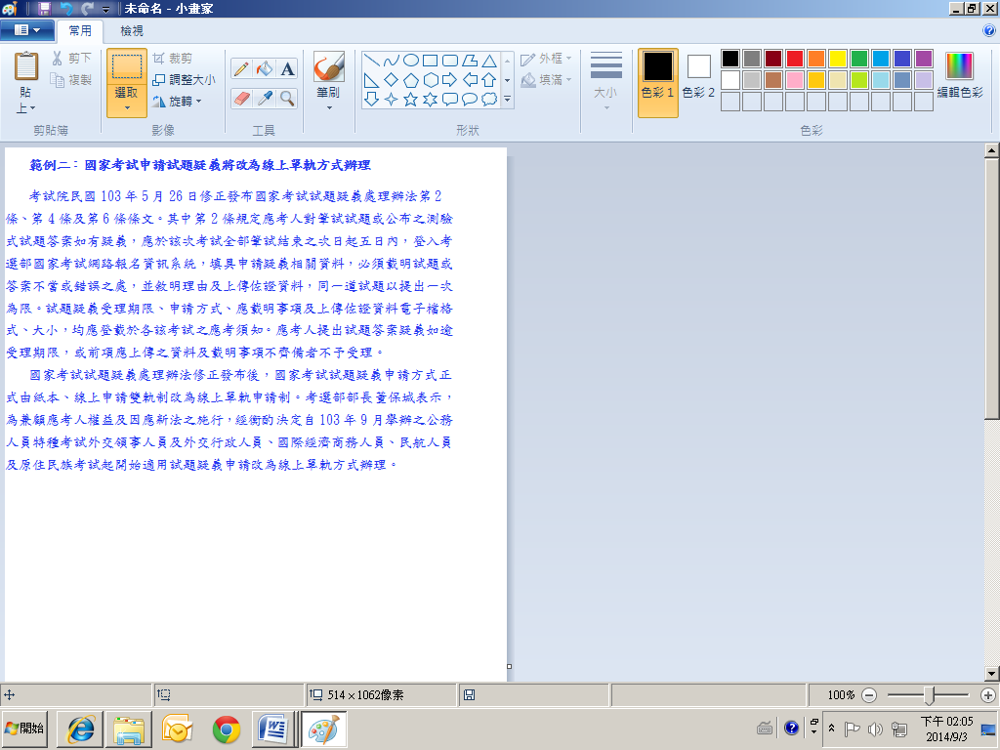 未命名 - 小畫家
常用 檢視
貼上 剪下 複製 剪貼簿
選取 裁剪 調整大小 旋轉 影像
A 工具
筆刷
外框 填滿 形狀
大小
色彩 1 色彩 2 編輯色彩 色彩
範例二：國家考試申請試題疑義將改為線上單軌方式辦理
考試院民國 103 年 5 月 26 日修正發布國家考試試題疑義處理辦法第 2
條、第 4 條及第 6 條條文。其中第 2 條規定應考人對筆試試題或公布之測驗
式試題答案如有疑義，應於該次考試全部筆試結束之次日起五日內，登入考
選部國家考試網路報名資訊系統，填具申請疑義相關資料，必須載明試題或
答案不當或錯誤之處，並敘明理由及上傳佐證資料，同一道試題以提出一次
為限。試題疑義受理期限、申請方式、應載明事項及上傳佐證資料電子檔格
式、大小，均應登載於各該考試之應考須知。應考人提出試題答案疑義如逾
受理期限，或前項應上傳之資料及載明事項不齊備者不予受理。
國家考試試題疑義處理辦法修正發布後，國家考試試題疑義申請方式正
式由紙本、線上申請雙軌制改為線上單軌申請制。考選部部長董保城表示，
為兼顧應考人權益及因應新法之施行，經衡酌決定自 103 年 9 月舉辦之公務
人員特種考試外交領事人員及外交行政人員、國際經濟商務人員、民航人員
及原住民族考試起開始適用試題疑義申請改為線上單軌方式辦理。
514 × 1062像素
100%
開始
下午 02:05
2014/9/3